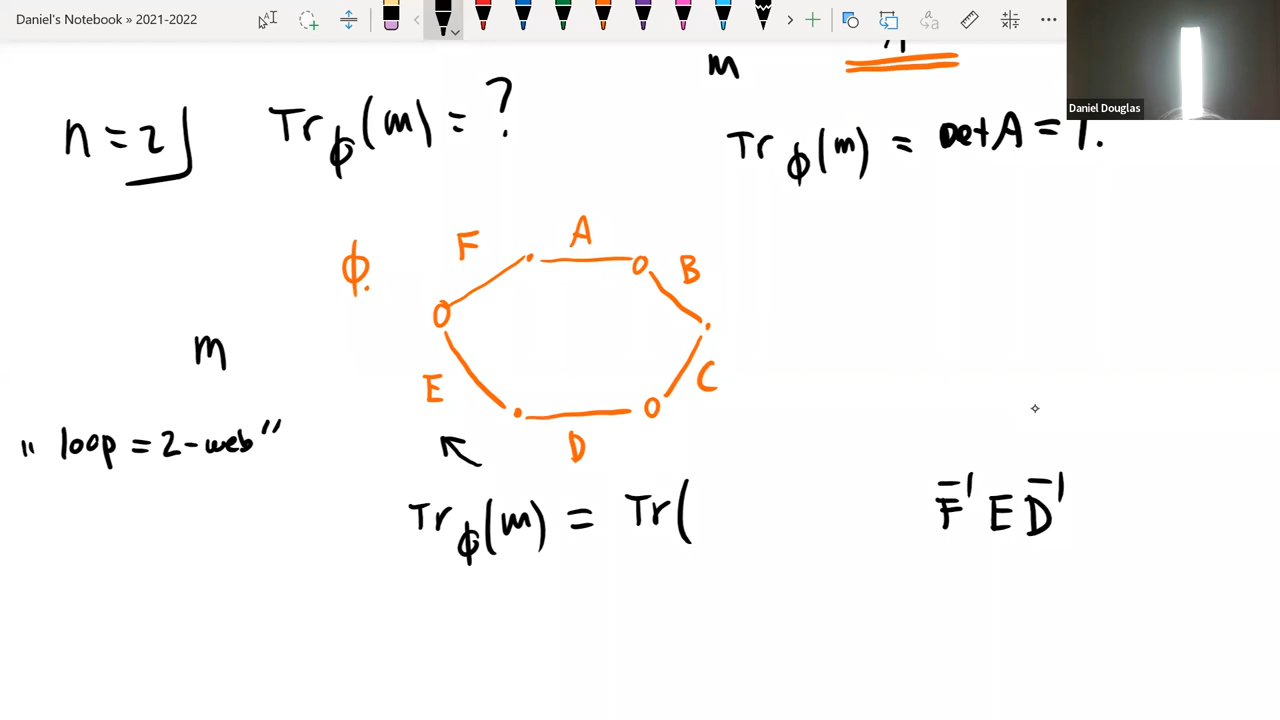 Daniel's Notebook » 2021-2022
Daniel Douglas
m
n = 2
Tr_ϕ(m) = ?
Tr_ϕ(m) = Det A = 1.
F A B
ϕ.
m
E C
D
"loop = 2-web"
Tr_ϕ(m) = Tr( F⁻¹ E D⁻¹